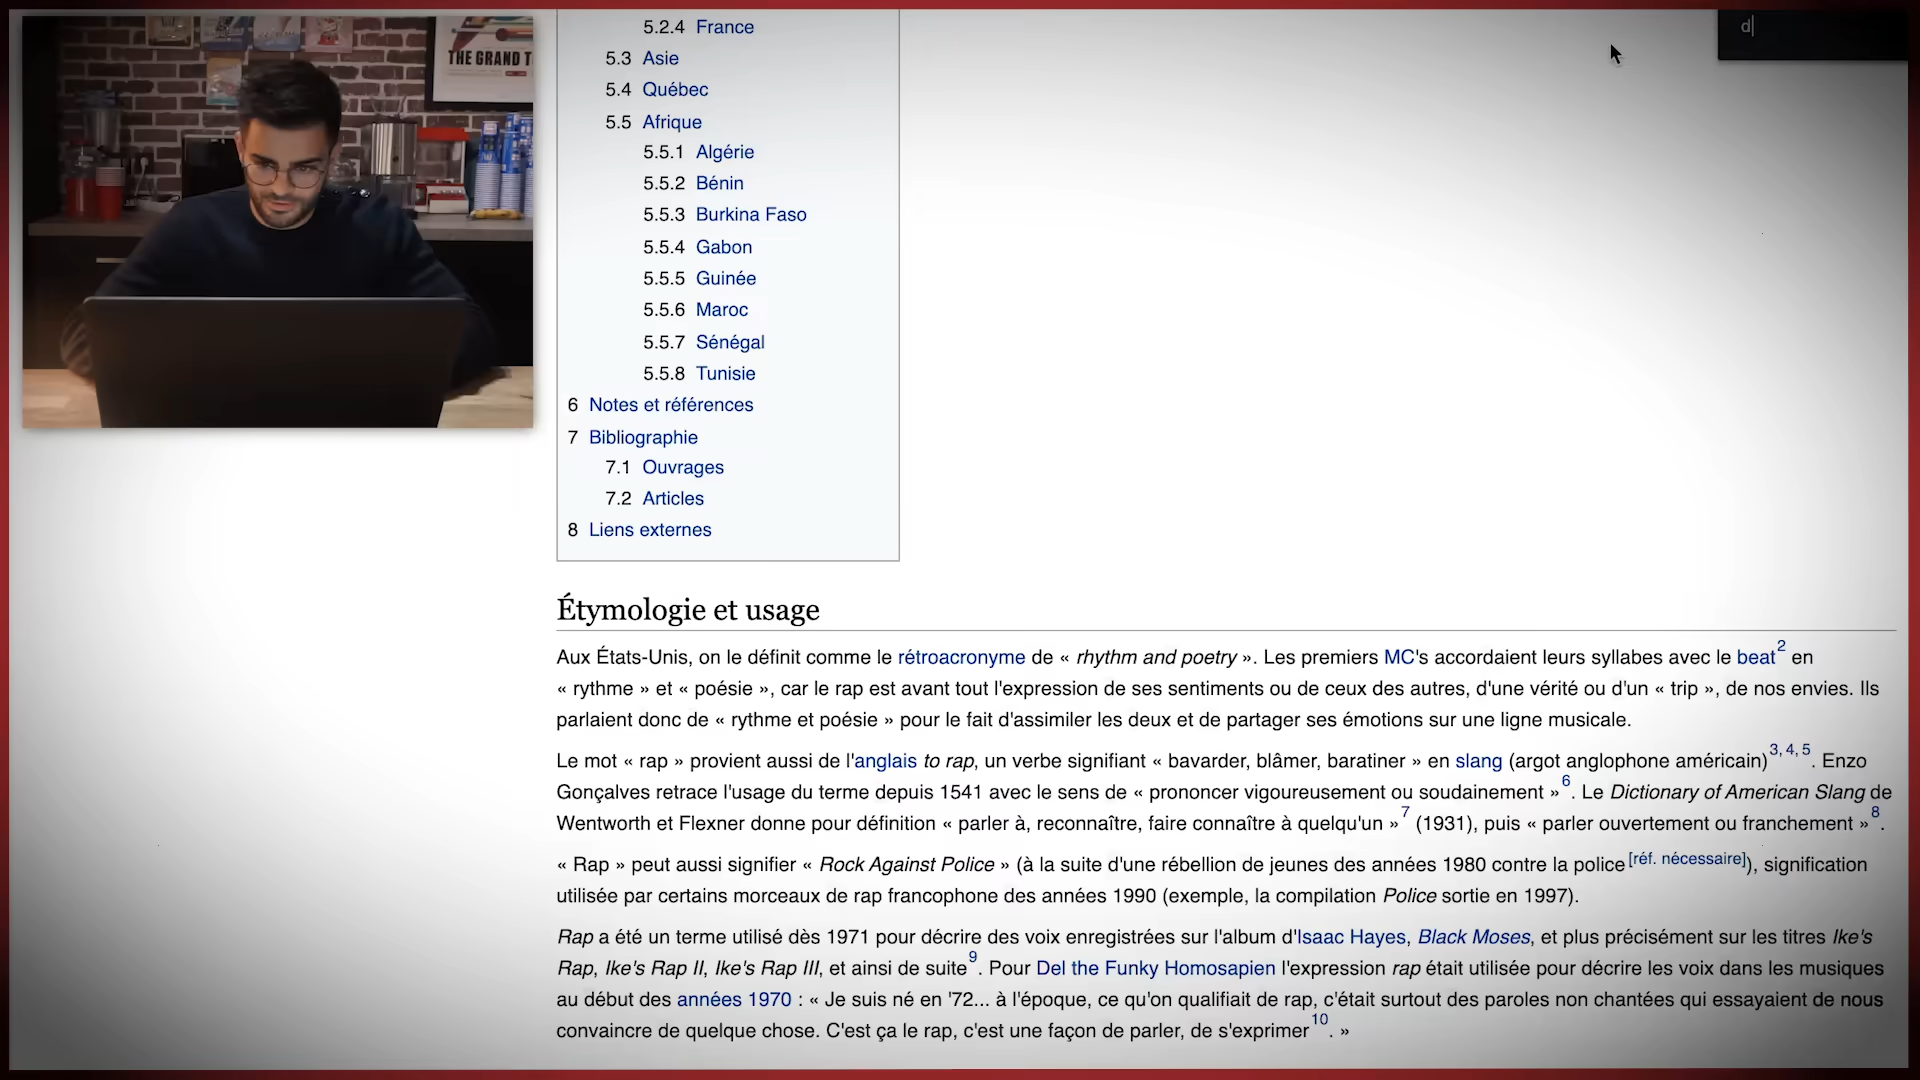 THE GRAND T
d
5.2.4 France
5.3 Asie
5.4 Québec
5.5 Afrique
5.5.1 Algérie
5.5.2 Bénin
5.5.3 Burkina Faso
5.5.4 Gabon
5.5.5 Guinée
5.5.6 Maroc
5.5.7 Sénégal
5.5.8 Tunisie
6 Notes et références
7 Bibliographie
7.1 Ouvrages
7.2 Articles
8 Liens externes
Étymologie et usage
Aux États-Unis, on le définit comme le rétroacronyme de « rhythm and poetry ». Les premiers MC's accordaient leurs syllabes avec le beat2 en
« rythme » et « poésie », car le rap est avant tout l'expression de ses sentiments ou de ceux des autres, d'une vérité ou d'un « trip », de nos envies. Ils
parlaient donc de « rythme et poésie » pour le fait d'assimiler les deux et de partager ses émotions sur une ligne musicale.
Le mot « rap » provient aussi de l'anglais to rap, un verbe signifiant « bavarder, blâmer, baratiner » en slang (argot anglophone américain)3, 4, 5. Enzo
Gonçalves retrace l'usage du terme depuis 1541 avec le sens de « prononcer vigoureusement ou soudainement »6. Le Dictionary of American Slang de
Wentworth et Flexner donne pour définition « parler à, reconnaître, faire connaître à quelqu'un »7 (1931), puis « parler ouvertement ou franchement »8.
« Rap » peut aussi signifier « Rock Against Police » (à la suite d'une rébellion de jeunes des années 1980 contre la police[réf. nécessaire]), signification
utilisée par certains morceaux de rap francophone des années 1990 (exemple, la compilation Police sortie en 1997).
Rap a été un terme utilisé dès 1971 pour décrire des voix enregistrées sur l'album d'Isaac Hayes, Black Moses, et plus précisément sur les titres Ike's
Rap, Ike's Rap II, Ike's Rap III, et ainsi de suite9. Pour Del the Funky Homosapien l'expression rap était utilisée pour décrire les voix dans les musiques
au début des années 1970 : « Je suis né en '72... à l'époque, ce qu'on qualifiait de rap, c'était surtout des paroles non chantées qui essayaient de nous
convaincre de quelque chose. C'est ça le rap, c'est une façon de parler, de s'exprimer10. »